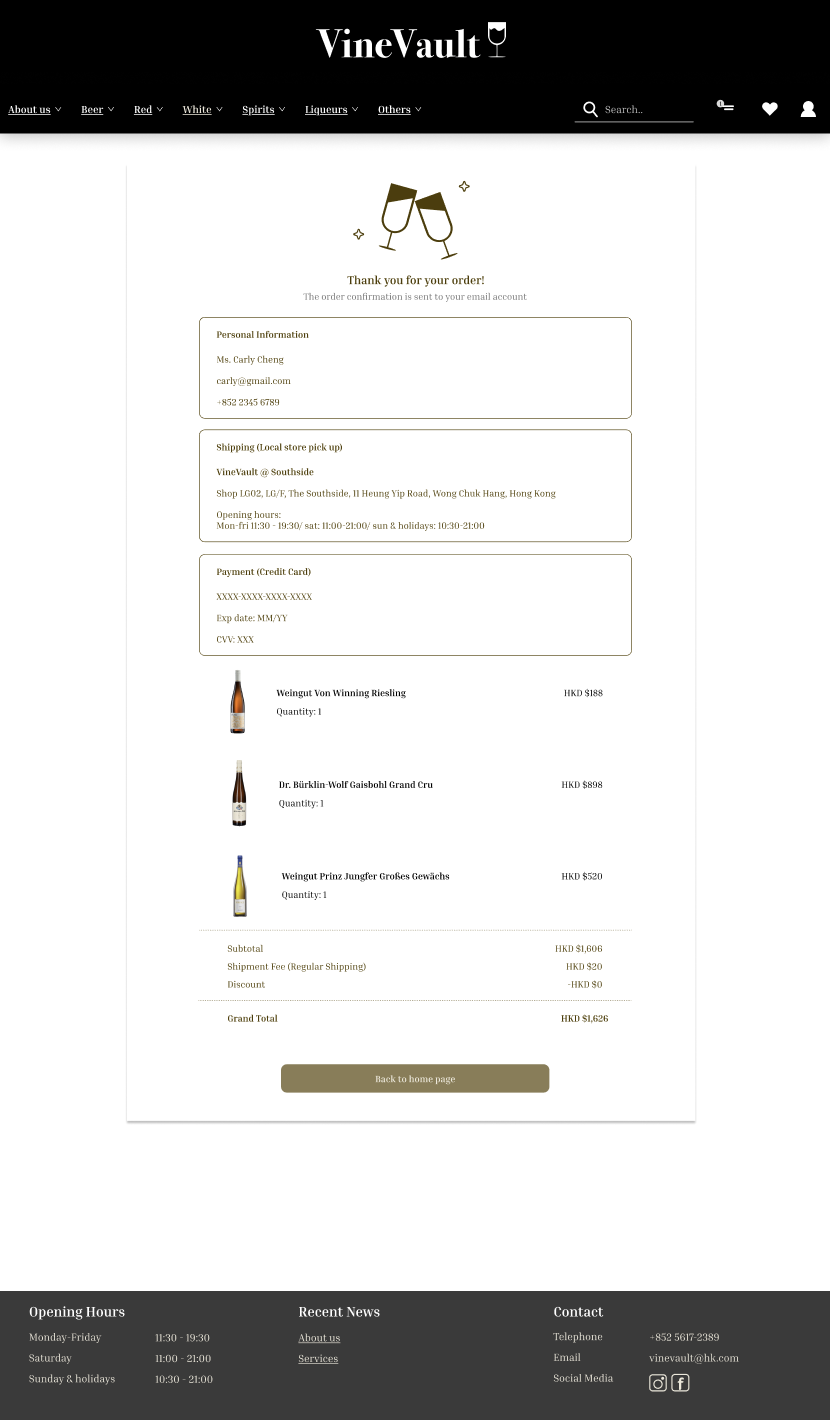 VineVault
About us Beer Red White Spirits Liqueurs Others Search..
Thank you for your order!
The order confirmation is sent to your email account
Personal Information
Ms. Carly Cheng
carly@gmail.com
+852 2345 6789
Shipping (Local store pick up)
VineVault @ Southside
Shop LG02, LG/F, The Southside, 11 Heung Yip Road, Wong Chuk Hang, Hong Kong
Opening hours:
Mon-fri 11:30 - 19:30/ sat: 11:00-21:00/ sun & holidays: 10:30-21:00
Payment (Credit Card)
XXXX-XXXX-XXXX-XXXX
Exp date: MM/YY
CVV: XXX
Weingut Von Winning Riesling HKD $188
Quantity: 1
Dr. Bürklin-Wolf Gaisbohl Grand Cru HKD $898
Quantity: 1
Weingut Prinz Jungfer Großes Gewächs HKD $520
Quantity: 1
Subtotal HKD $1,606
Shipment Fee (Regular Shipping) HKD $20
Discount -HKD $0
Grand Total HKD $1,626
Back to home page
Opening Hours
Monday-Friday 11:30 - 19:30
Saturday 11:00 - 21:00
Sunday & holidays 10:30 - 21:00
Recent News
About us
Services
Contact
Telephone +852 5617-2389
Email vinevault@hk.com
Social Media